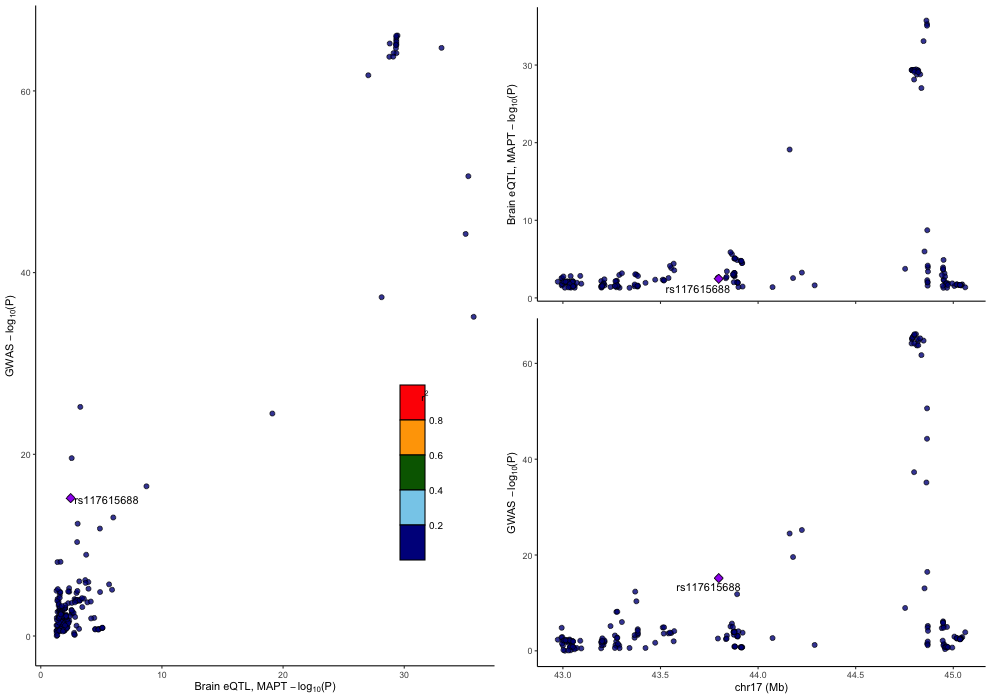 GWAS − log10(P)
60
40
20
0
0
10
20
30
Brain eQTL, MAPT − log10(P)
rs117615688
r2
0.8
0.6
0.4
0.2
Brain eQTL, MAPT − log10(P)
30
20
10
0
rs117615688
GWAS − log10(P)
60
40
20
0
rs117615688
43.0
43.5
44.0
44.5
45.0
chr17 (Mb)